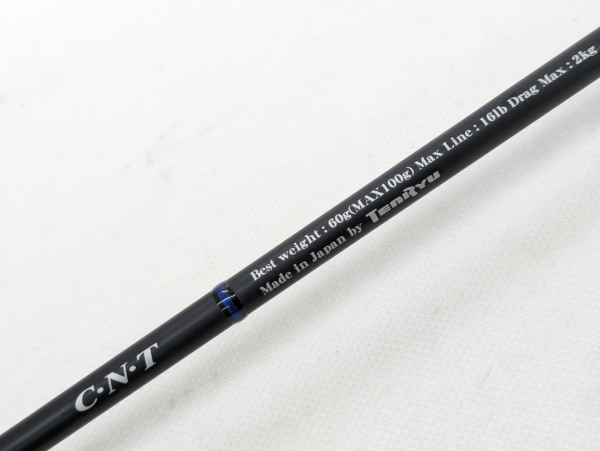 Best weight : 60g(MAX100g) Max Line : 16lb Drag Max : 2kg
Made in Japan by TenRyu
C・N・T